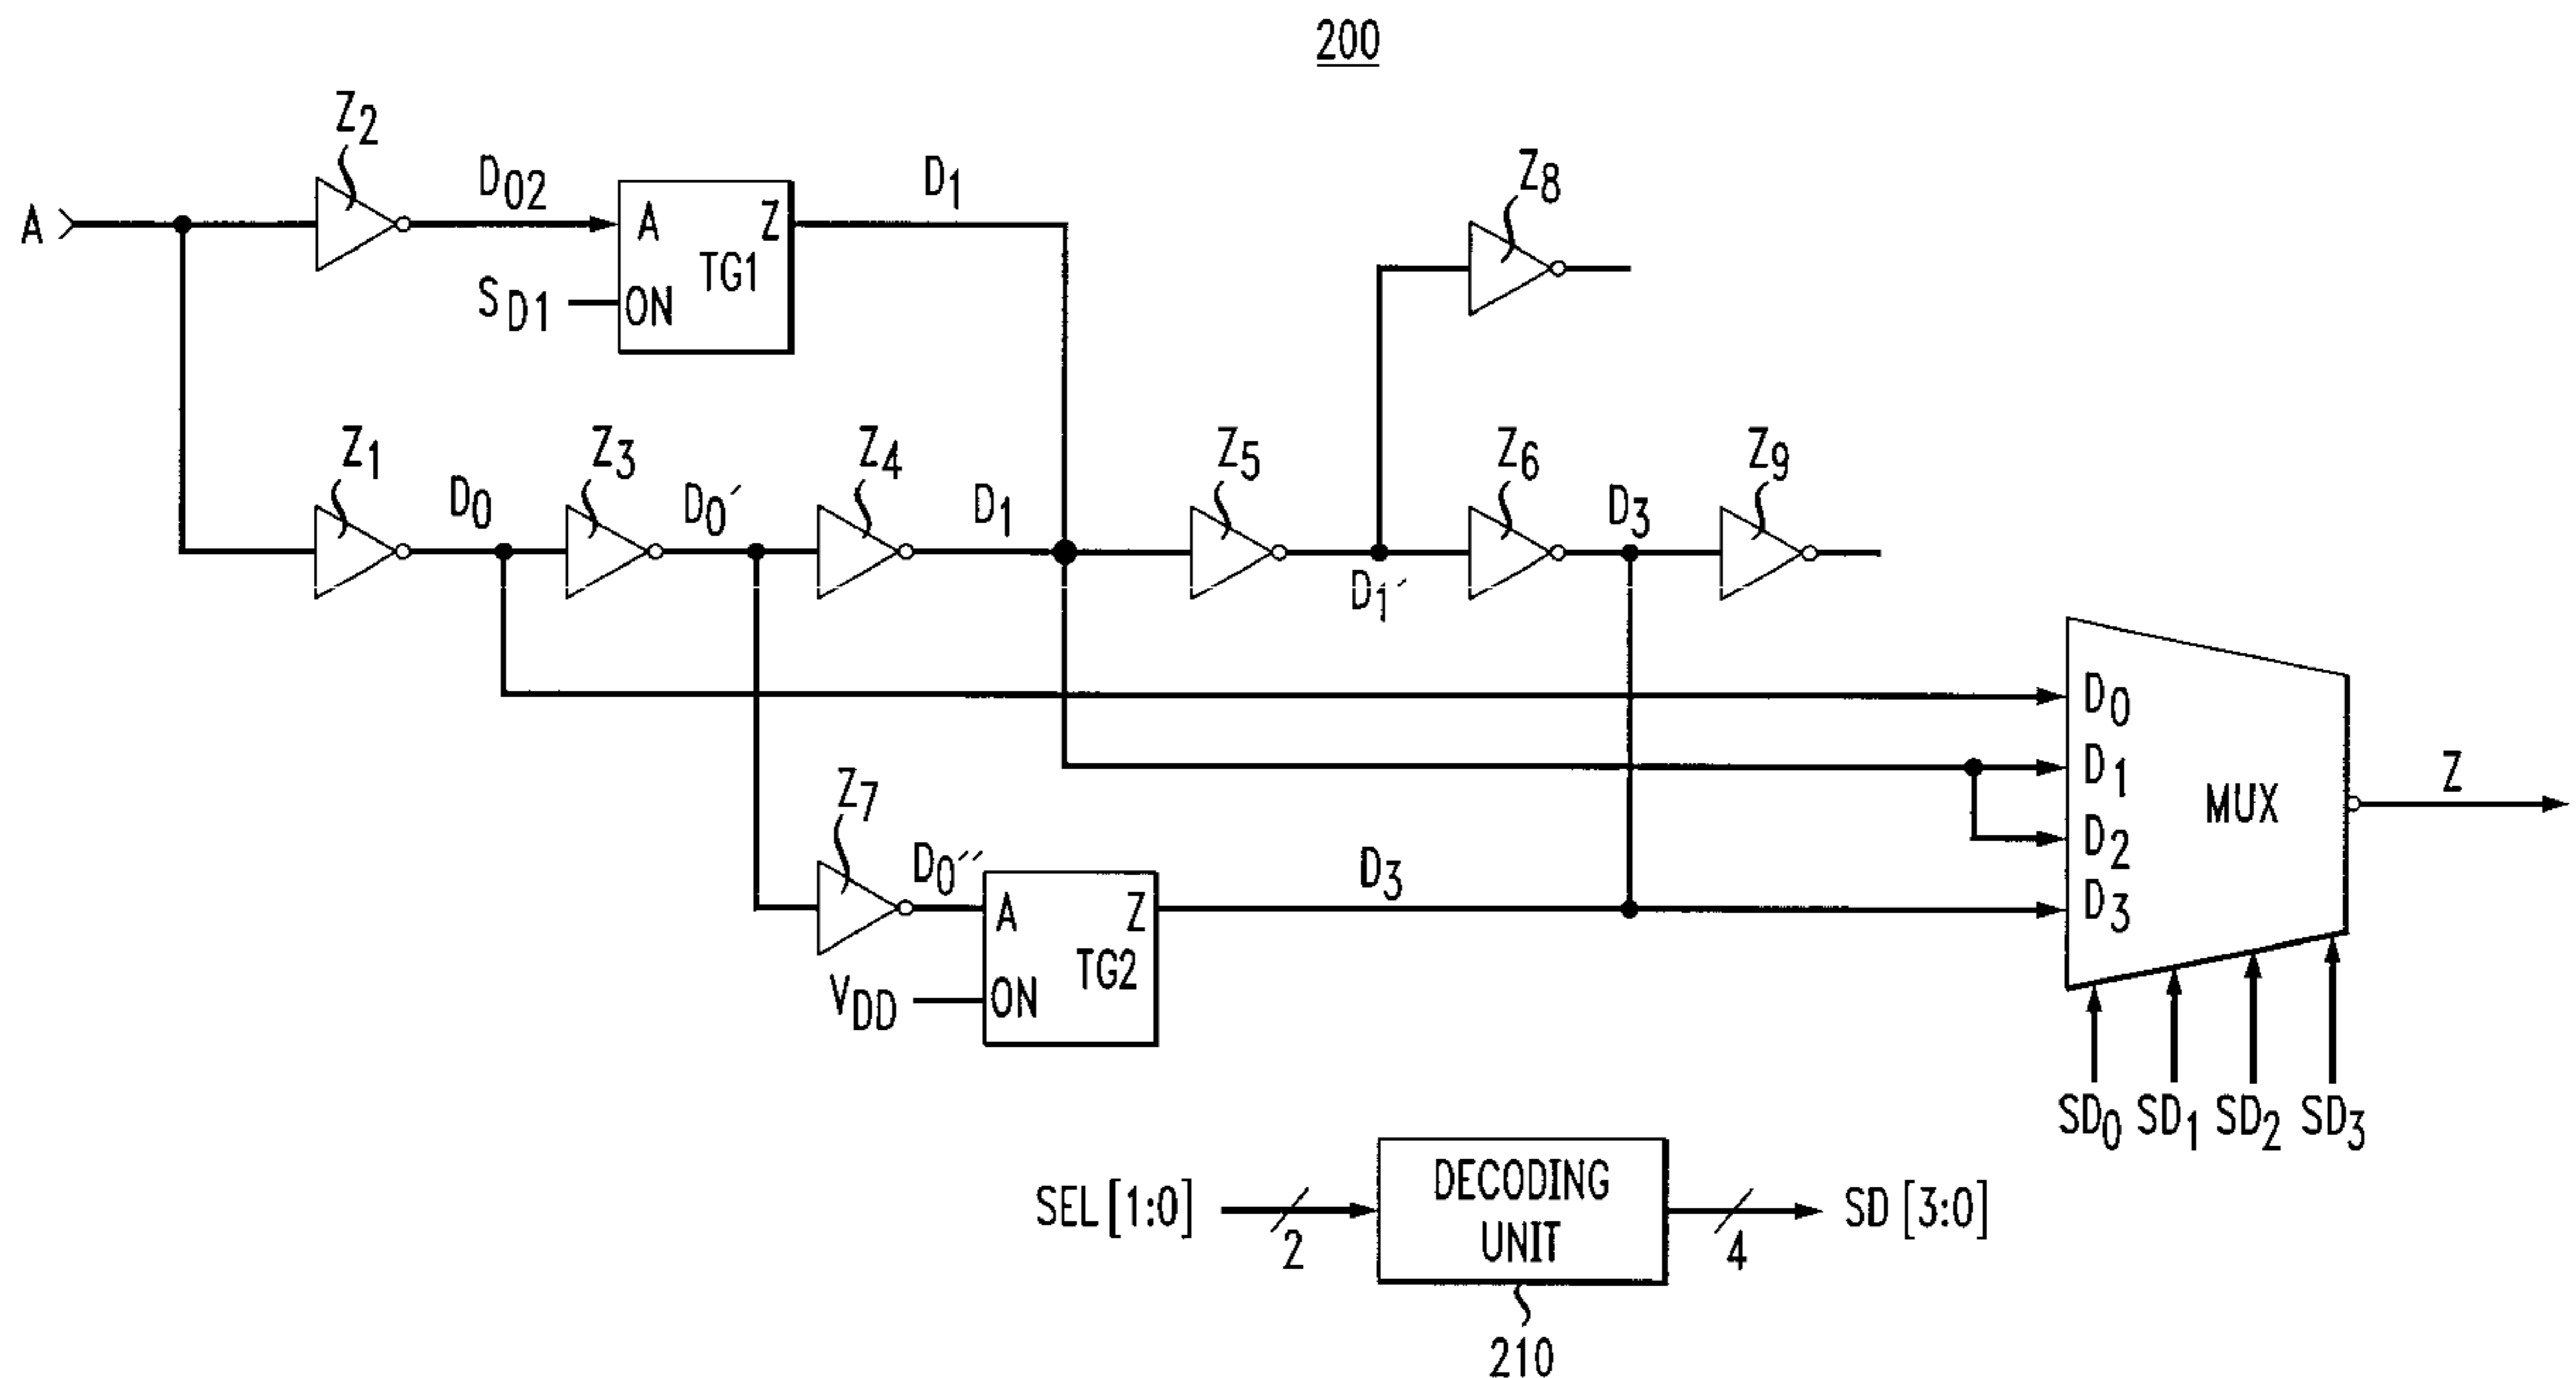 200
Z2
D02
D1
Z8
A
A
Z
TG1
SD1
ON
Z1
D0
Z3
D0′
Z4
D1
Z5
Z6
D3
Z9
D1′
D0
D1
MUX
Z
D2
D3
Z7
D0′′
A
Z
D3
TG2
VDD
ON
SD0
SD1
SD2
SD3
SEL [1:0]
2
DECODING
UNIT
4
SD [3:0]
210